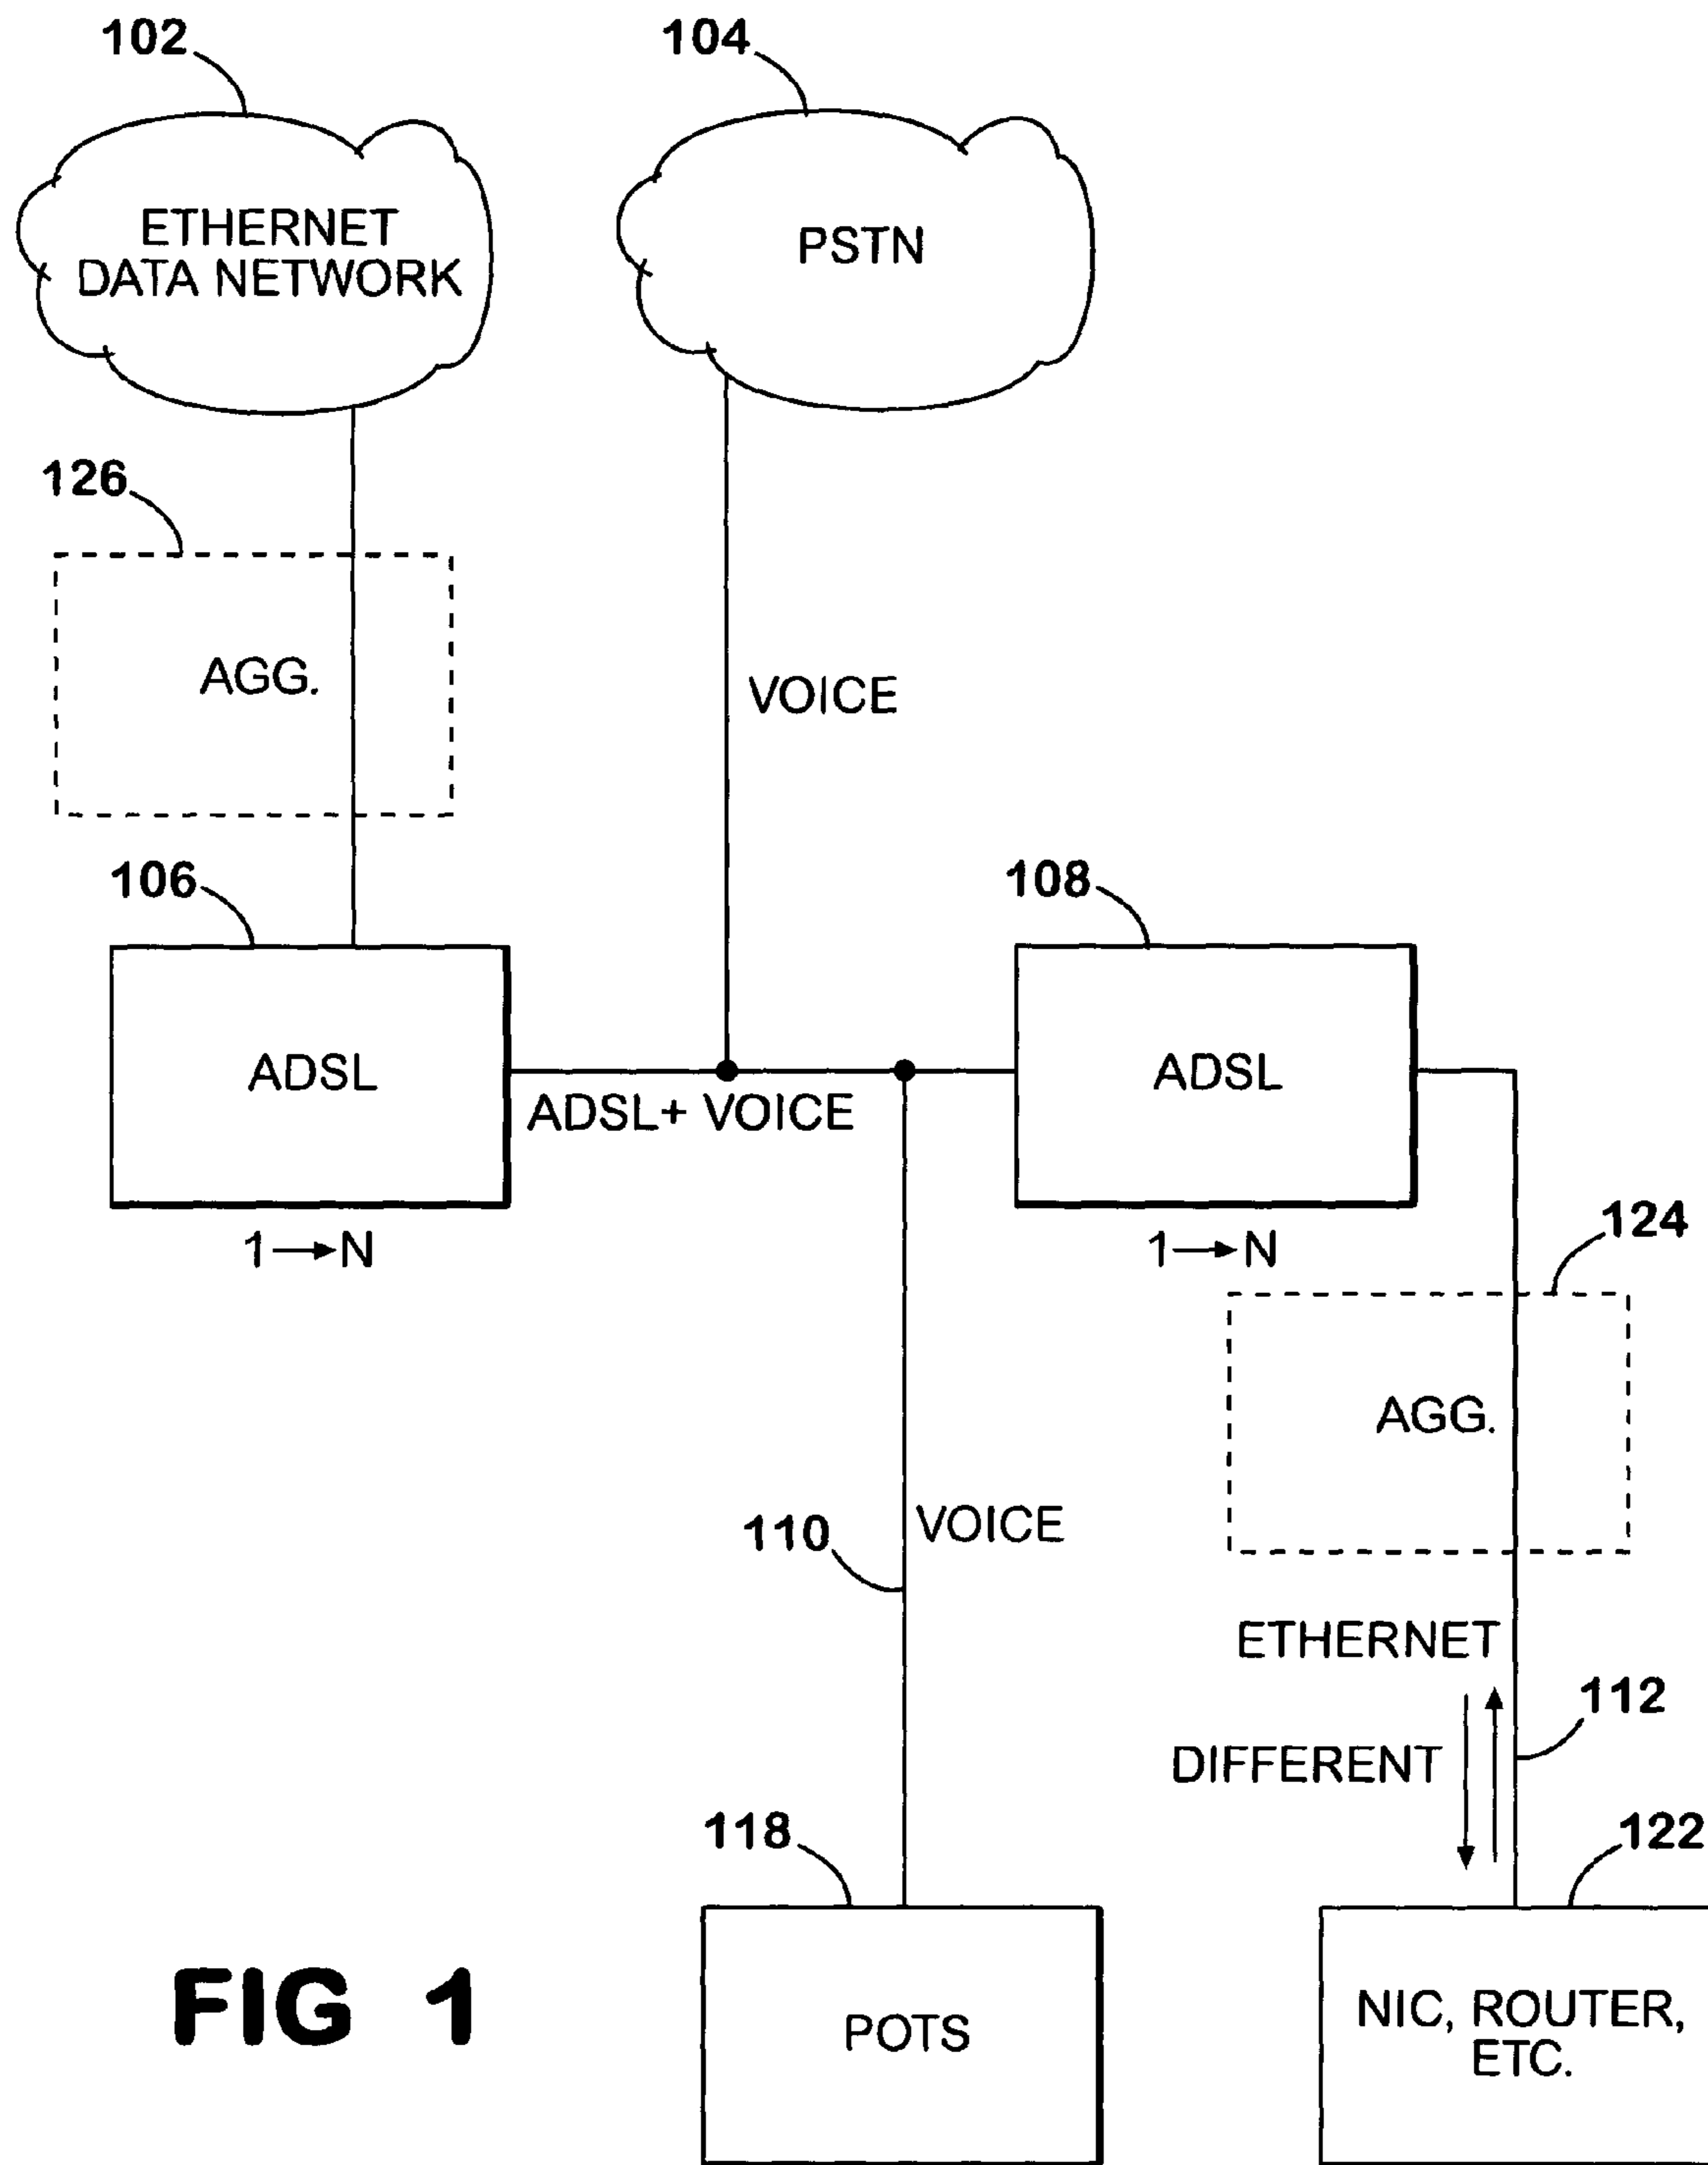 102
104
ETHERNET
DATA NETWORK
PSTN
126
AGG.
VOICE
106
108
ADSL
ADSL
ADSL+ VOICE
1→N
1→N
124
AGG.
110
VOICE
ETHERNET
112
DIFFERENT
118
122
POTS
NIC, ROUTER,
ETC.
FIG 1